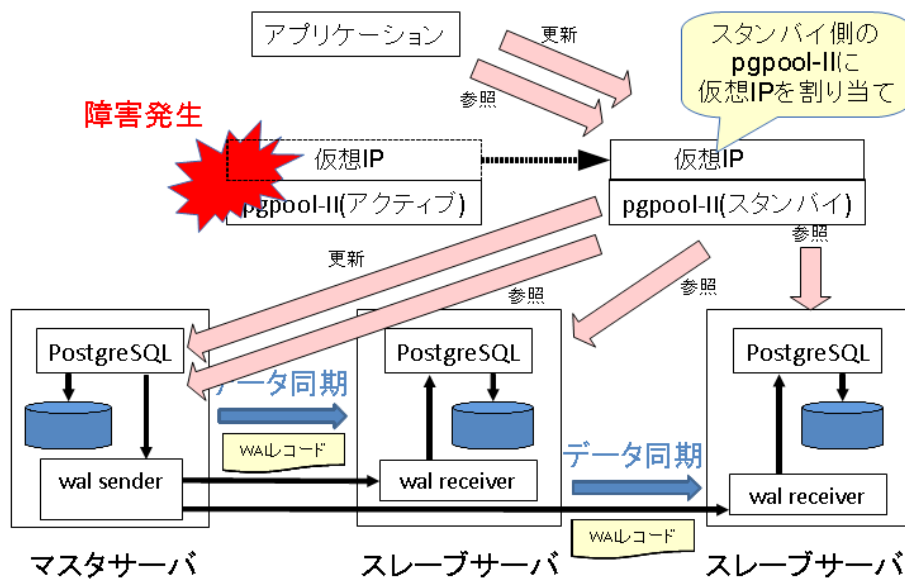 アプリケーション
更新
参照
スタンバイ側の
pgpool-IIに
仮想IPを割り当て
障害発生
仮想IP
仮想IP
pgpool-II(アクティブ)
pgpool-II(スタンバイ)
更新
参照
参照
参照
PostgreSQL
PostgreSQL
PostgreSQL
データ同期
WALレコード
データ同期
wal sender
wal receiver
wal receiver
WALレコード
マスタサーバ
スレーブサーバ
スレーブサーバ